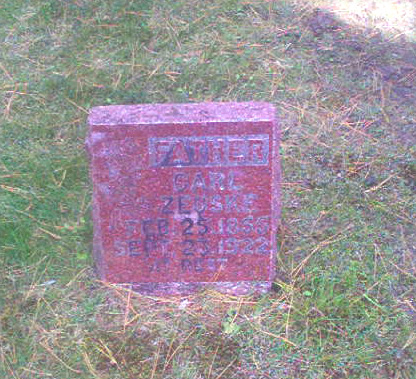 FATHER
CARL
ZEUSKE
FEB 25 1855
SEPT 23 1922
AT REST